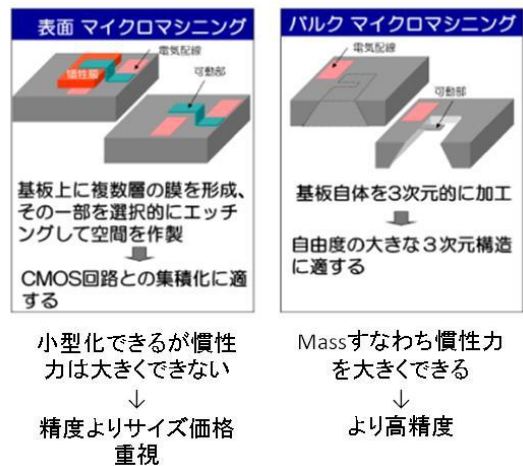 表面 マイクロマシニング
電気配線
犠牲層
可動部
基板上に複数層の膜を形成、
その一部を選択的にエッチ
ングして空間を作製
CMOS回路との集積化に適
する
小型化できるが慣性
力は大きくできない
↓
精度よりサイズ価格
重視
バルク マイクロマシニング
電気配線
可動部
基板自体を3次元的に加工
自由度の大きな3次元構造
に適する
Massすなわち慣性力
を大きくできる
↓
より高精度